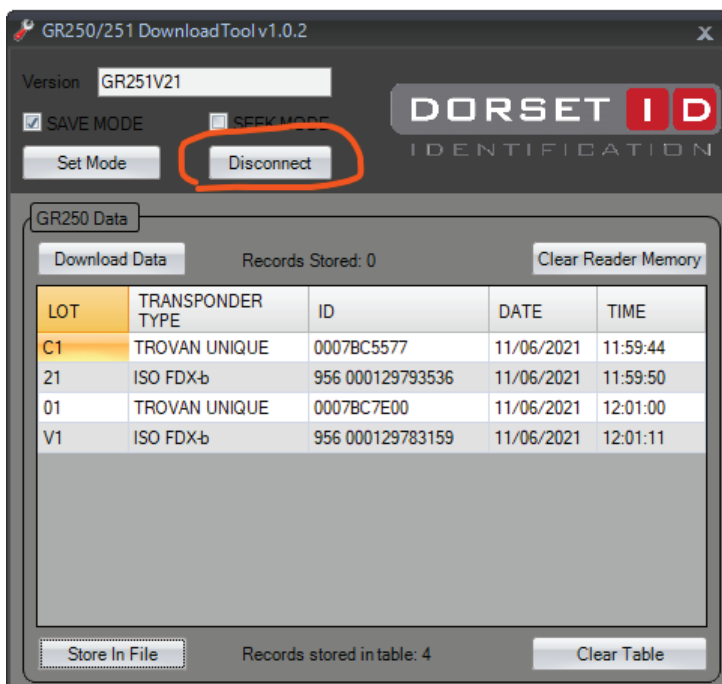 GR250/251 DownloadTool v1.0.2 x
Version GR251V21
SAVE MODE SEEK MODE
DORSET ID
IDENTIFICATION
Set Mode Disconnect
GR250 Data
Download Data Records Stored: 0 Clear Reader Memory
LOT TRANSPONDER TYPE ID DATE TIME
C1 TROVAN UNIQUE 0007BC5577 11/06/2021 11:59:44
21 ISO FDX-b 956 000129793536 11/06/2021 11:59:50
01 TROVAN UNIQUE 0007BC7E00 11/06/2021 12:01:00
V1 ISO FDX-b 956 000129783159 11/06/2021 12:01:11
Store In File Records stored in table: 4 Clear Table